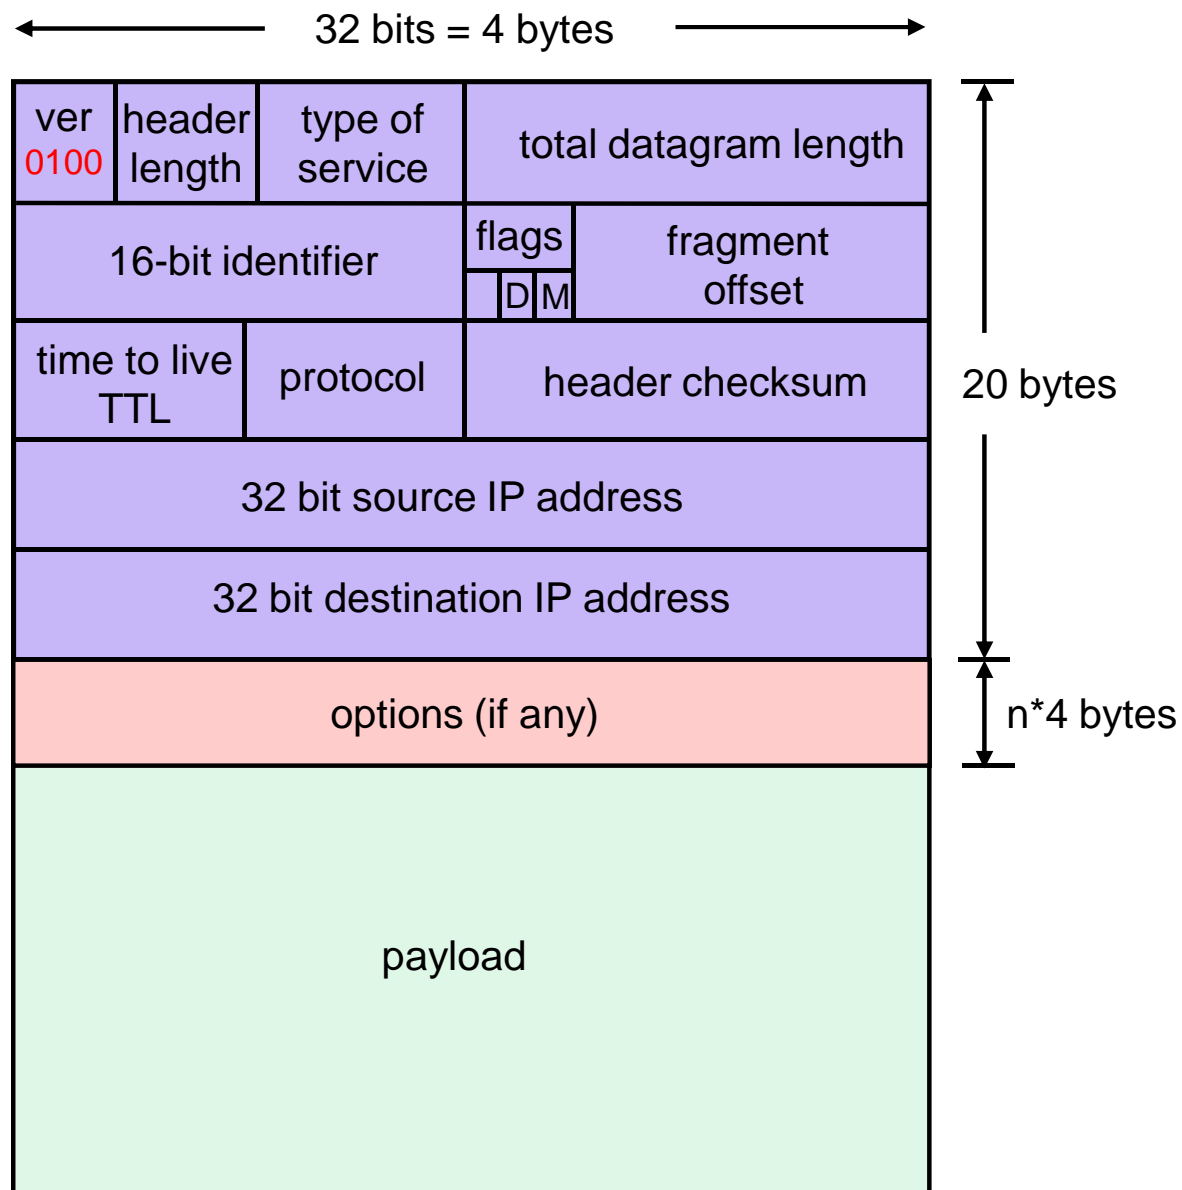 32 bits = 4 bytes
ver
0100
header
length
type of
service
total datagram length
16-bit identifier
flags
D
M
fragment
offset
time to live
TTL
protocol
header checksum
20 bytes
32 bit source IP address
32 bit destination IP address
options (if any)
n*4 bytes
payload